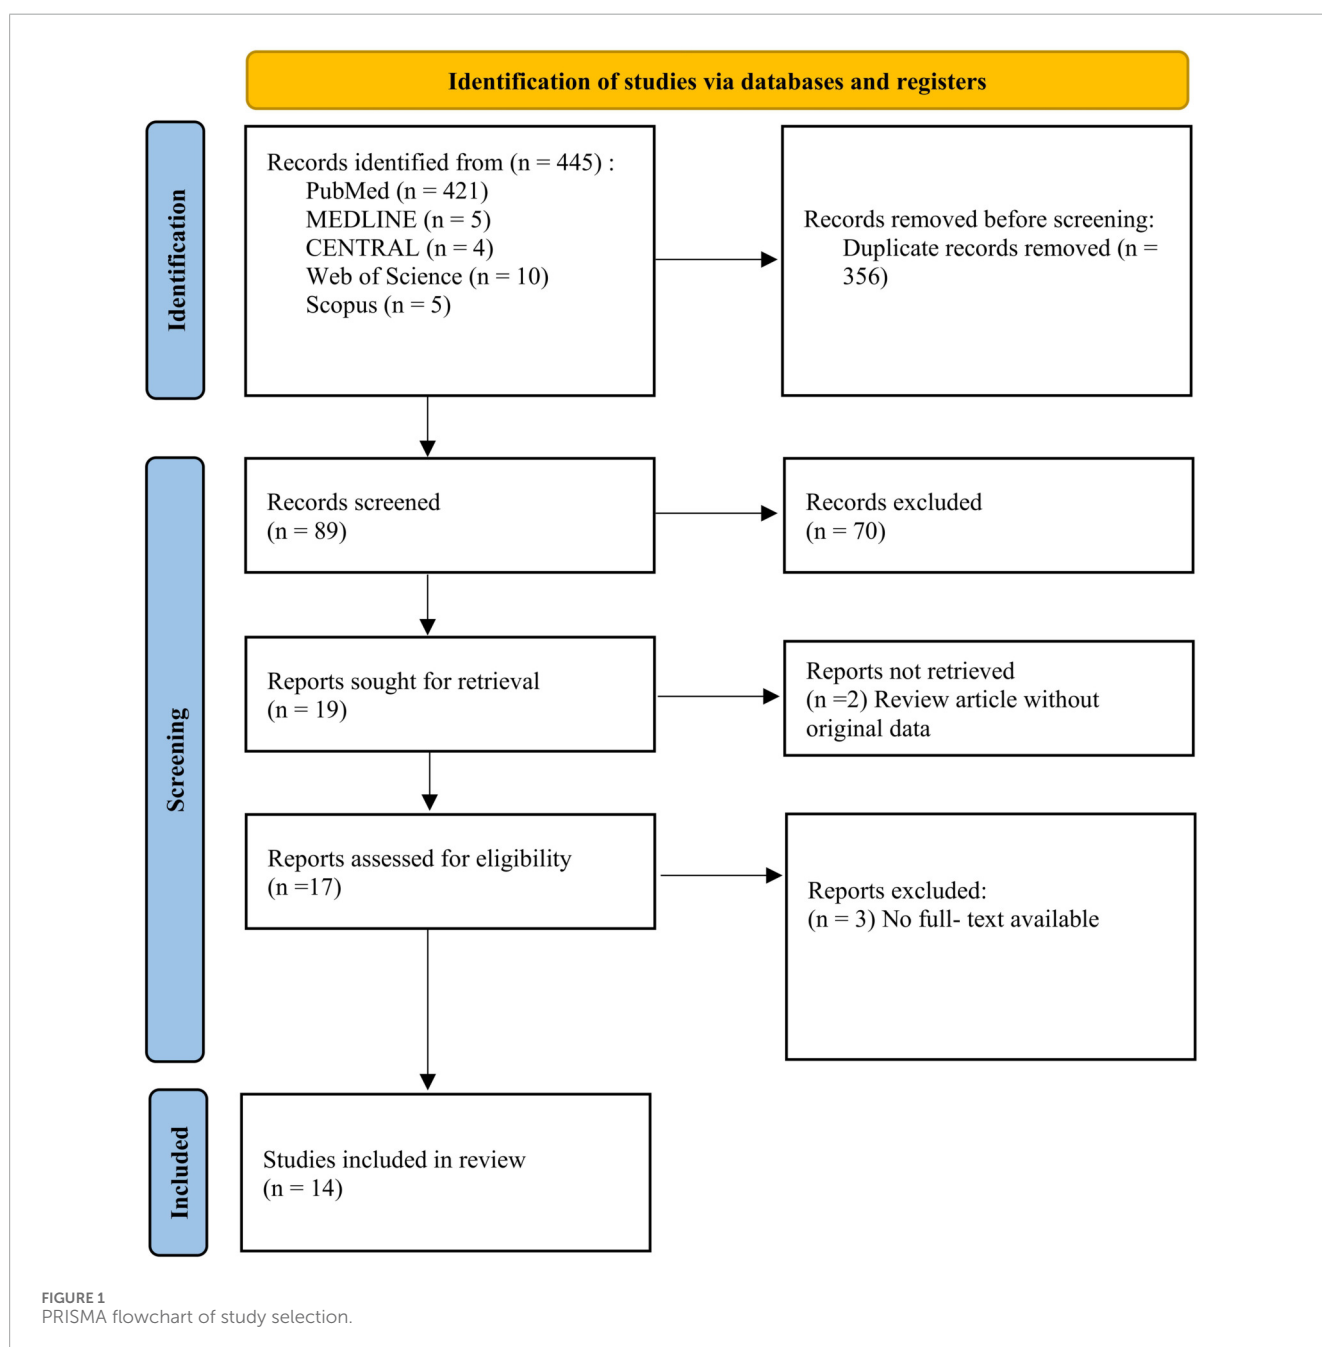 Identification of studies via databases and registers
Identification
Records identified from (n = 445) :
PubMed (n = 421)
MEDLINE (n = 5)
CENTRAL (n = 4)
Web of Science (n = 10)
Scopus (n = 5)
Records removed before screening:
Duplicate records removed (n =
356)
Screening
Records screened
(n = 89)
Records excluded
(n = 70)
Reports sought for retrieval
(n = 19)
Reports not retrieved
(n =2) Review article without
original data
Reports assessed for eligibility
(n =17)
Reports excluded:
(n = 3) No full- text available
Included
Studies included in review
(n = 14)
FIGURE 1
PRISMA flowchart of study selection.